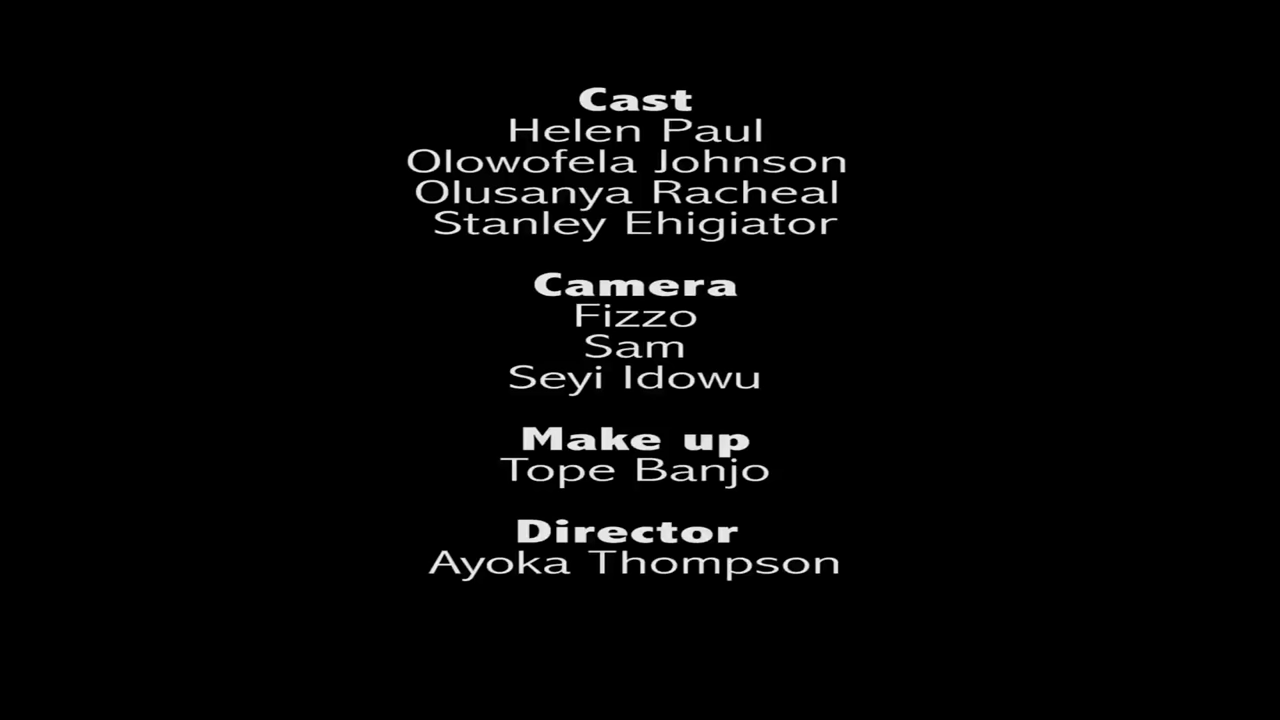 Cast
Helen Paul
Olowofela Johnson
Olusanya Racheal
Stanley Ehigiator
Camera
Fizzo
Sam
Seyi Idowu
Make up
Tope Banjo
Director
Ayoka Thompson